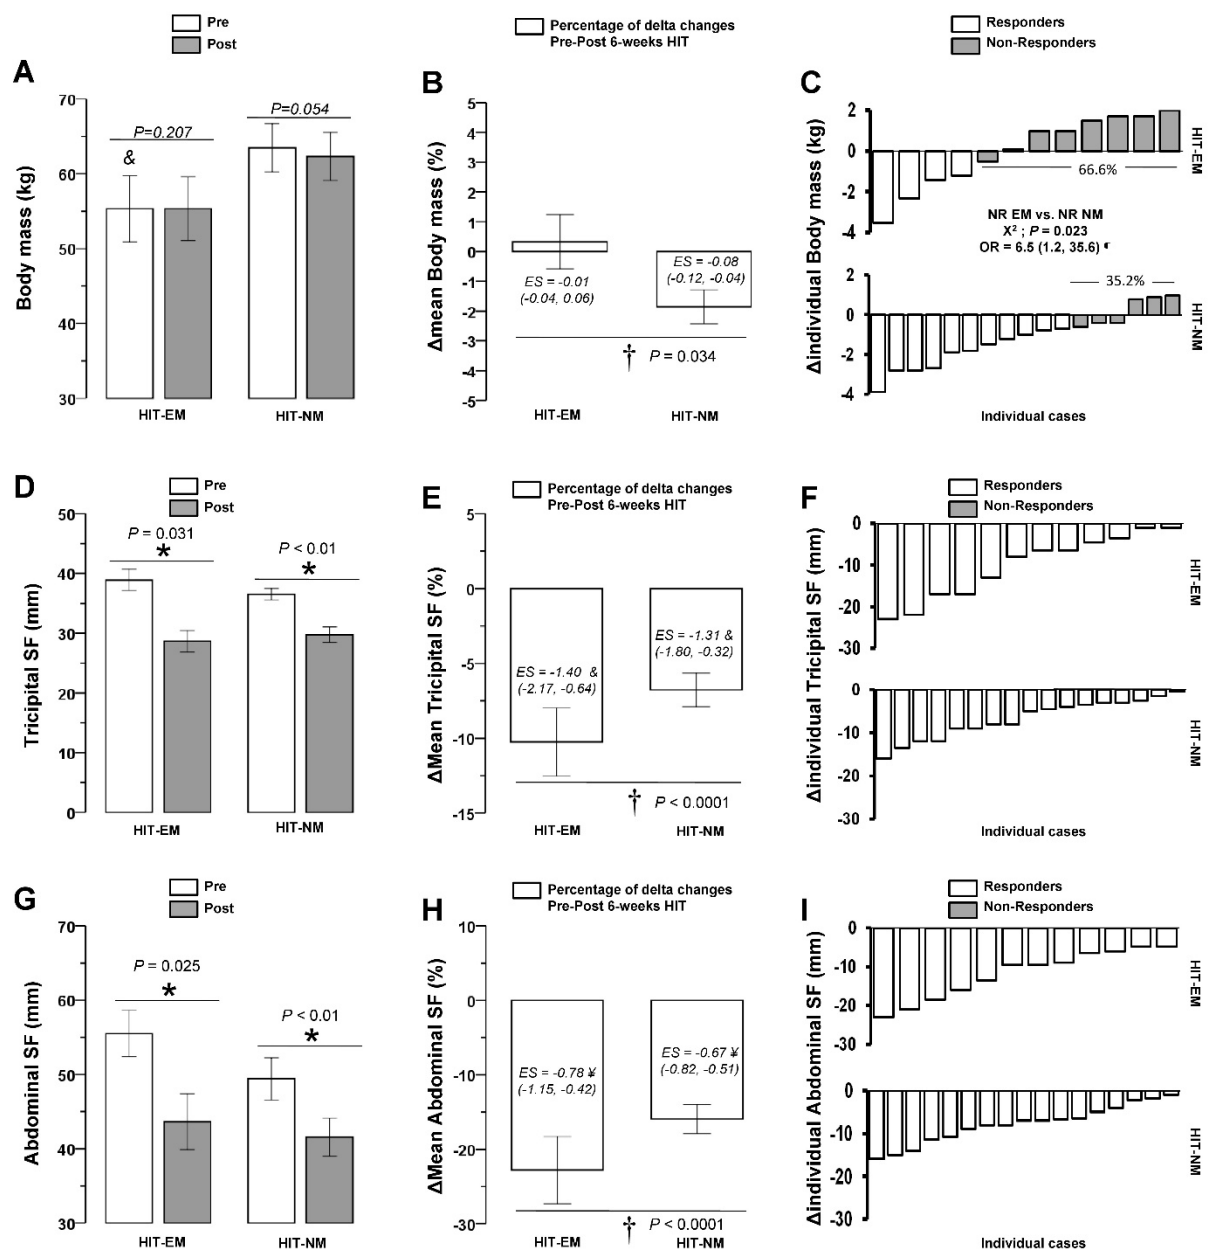 Pre
Post
Percentage of delta changes
Pre-Post 6-weeks HIT
Responders
Non-Responders
A
Body mass (kg)
70
60
50
40
30
P=0.207
&
P=0.054
HIT-EM
HIT-NM
B
Δmean Body mass (%)
5
4
3
2
1
0
-1
-2
-3
-4
-5
ES = -0.01
(-0.04, 0.06)
ES = -0.08
(-0.12, -0.04)
† P = 0.034
HIT-EM
HIT-NM
C
Δindividual Body mass (kg)
2
0
-2
-4
66.6%
HIT-EM
NR EM vs. NR NM
X² ; P = 0.023
OR = 6.5 (1.2, 35.6) ¶
2
0
-2
-4
35.2%
HIT-NM
Individual cases
D
Pre
Post
Tricipital SF (mm)
50
40
30
20
10
0
P = 0.031
*
P < 0.01
*
HIT-EM
HIT-NM
E
Percentage of delta changes
Pre-Post 6-weeks HIT
ΔMean Tricipital SF (%)
5
0
-5
-10
-15
ES = -1.40 &
(-2.17, -0.64)
ES = -1.31 &
(-1.80, -0.32)
† P < 0.0001
HIT-EM
HIT-NM
F
Responders
Non-Responders
Δindividual Tricipital SF (mm)
0
-10
-20
-30
HIT-EM
0
-10
-20
-30
HIT-NM
Individual cases
G
Pre
Post
Abdominal SF (mm)
70
60
50
40
30
P = 0.025
*
P < 0.01
*
HIT-EM
HIT-NM
H
Percentage of delta changes
Pre-Post 6-weeks HIT
ΔMean Abdominal SF (%)
10
0
-10
-20
-30
ES = -0.78 ¥
(-1.15, -0.42)
ES = -0.67 ¥
(-0.82, -0.51)
† P < 0.0001
HIT-EM
HIT-NM
I
Responders
Non-Responders
Δindividual Abdominal SF (mm)
0
-10
-20
-30
HIT-EM
0
-10
-20
-30
HIT-NM
Individual cases